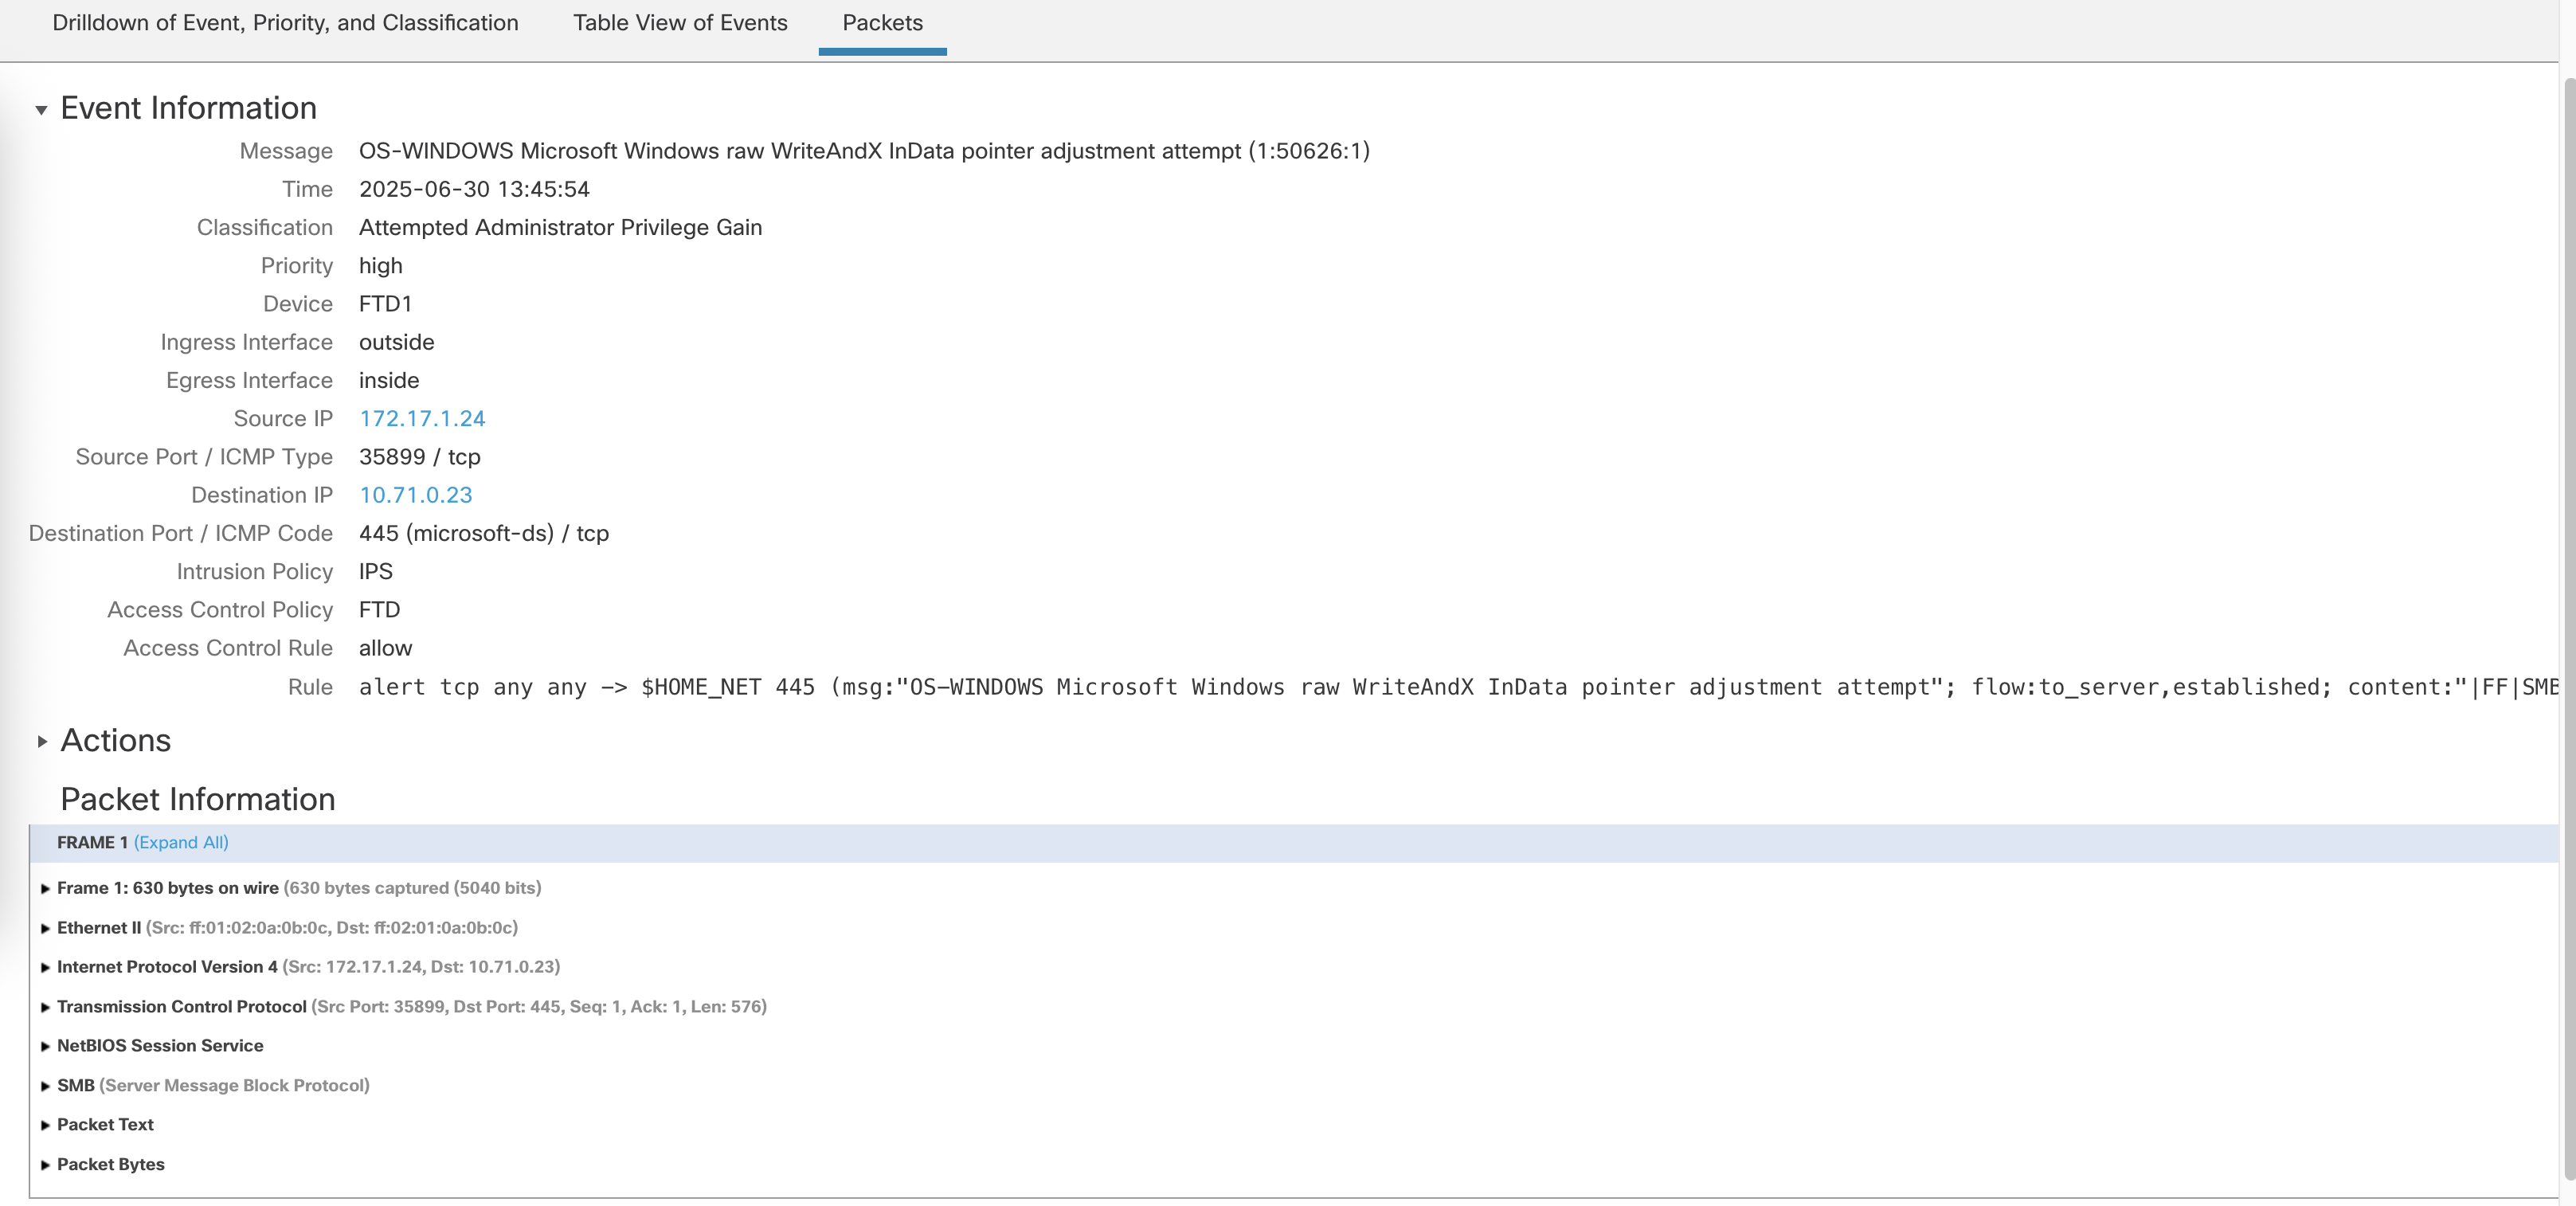 Drilldown of Event, Priority, and Classification Table View of Events Packets
Event Information
Message OS-WINDOWS Microsoft Windows raw WriteAndX InData pointer adjustment attempt (1:50626:1)
Time 2025-06-30 13:45:54
Classification Attempted Administrator Privilege Gain
Priority high
Device FTD1
Ingress Interface outside
Egress Interface inside
Source IP 172.17.1.24
Source Port / ICMP Type 35899 / tcp
Destination IP 10.71.0.23
Destination Port / ICMP Code 445 (microsoft-ds) / tcp
Intrusion Policy IPS
Access Control Policy FTD
Access Control Rule allow
Rule alert tcp any any -> $HOME_NET 445 (msg:"OS-WINDOWS Microsoft Windows raw WriteAndX InData pointer adjustment attempt"; flow:to_server,established; content:"|FF|SMB
Actions
Packet Information
FRAME 1 (Expand All)
Frame 1: 630 bytes on wire (630 bytes captured (5040 bits)
Ethernet II (Src: ff:01:02:0a:0b:0c, Dst: ff:02:01:0a:0b:0c)
Internet Protocol Version 4 (Src: 172.17.1.24, Dst: 10.71.0.23)
Transmission Control Protocol (Src Port: 35899, Dst Port: 445, Seq: 1, Ack: 1, Len: 576)
NetBIOS Session Service
SMB (Server Message Block Protocol)
Packet Text
Packet Bytes